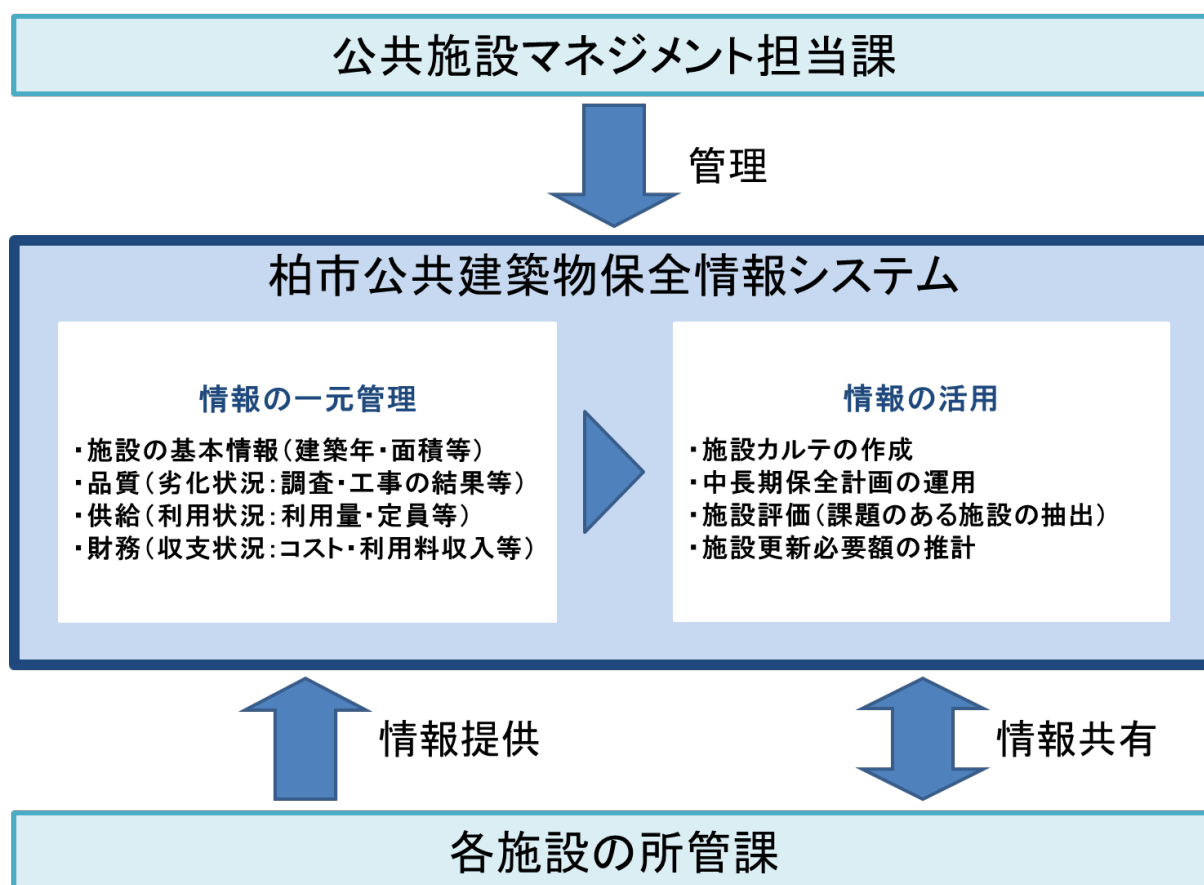 公共施設マネジメント担当課
管理
柏市公共建築物保全情報システム
情報の一元管理
・施設の基本情報(建築年・面積等)
・品質(劣化状況:調査・工事の結果等)
・供給(利用状況:利用量・定員等)
・財務(収支状況:コスト・利用料収入等)
情報の活用
・施設カルテの作成
・中長期保全計画の運用
・施設評価(課題のある施設の抽出)
・施設更新必要額の推計
情報提供
情報共有
各施設の所管課